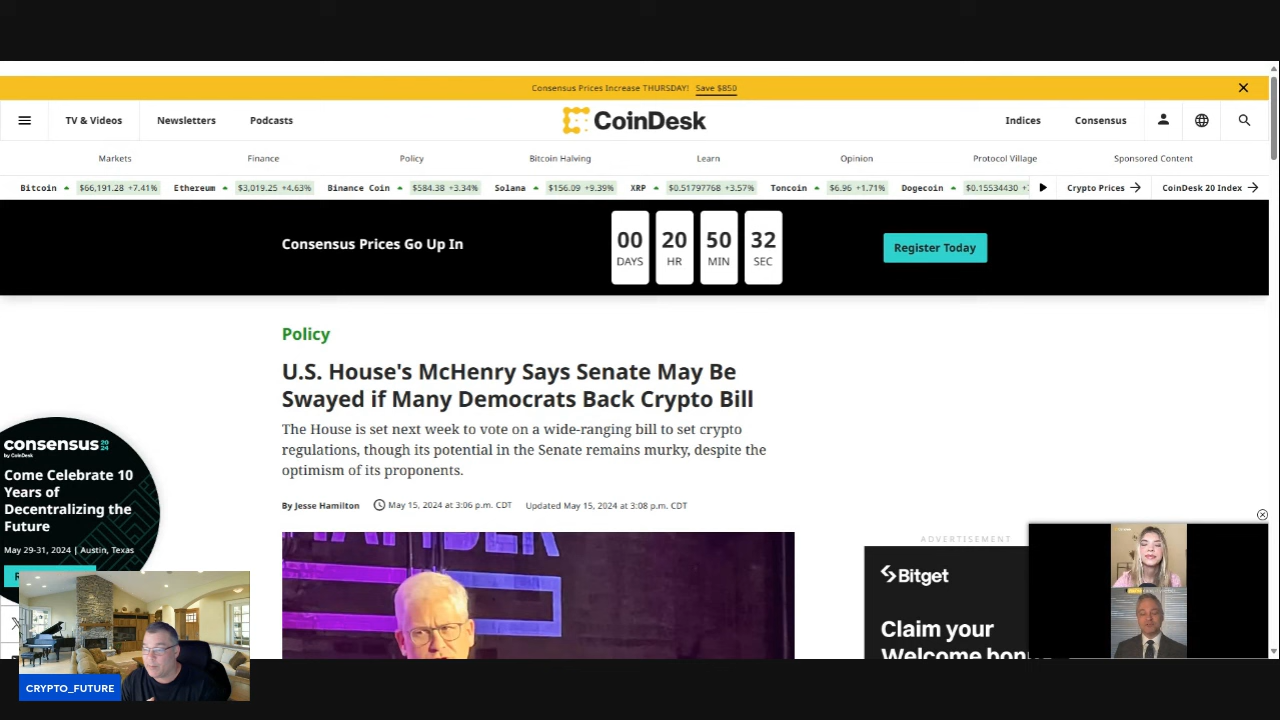 Consensus Prices Increase THURSDAY! Save $850
TV & Videos
Newsletters
Podcasts
CoinDesk
Indices
Consensus
Markets
Finance
Policy
Bitcoin Halving
Learn
Opinion
Protocol Village
Sponsored Content
Bitcoin $66,191.28 +7.41% Ethereum $3,019.25 +4.63% Binance Coin $584.38 +3.34% Solana $156.09 +9.39% XRP $0.51797768 +3.57% Toncoin $6.96 +1.71% Dogecoin $0.15534430
Crypto Prices
CoinDesk 20 Index
Consensus Prices Go Up In
00 20 50 32
DAYS HR MIN SEC
Register Today
Policy
U.S. House's McHenry Says Senate May Be
Swayed if Many Democrats Back Crypto Bill
The House is set next week to vote on a wide-ranging bill to set crypto
regulations, though its potential in the Senate remains murky, despite the
optimism of its proponents.
By Jesse Hamilton May 15, 2024 at 3:06 p.m. CDT Updated May 15, 2024 at 3:08 p.m. CDT
consensus 2024
by CoinDesk
Come Celebrate 10
Years of
Decentralizing the
Future
May 29-31, 2024 | Austin, Texas
ADVERTISEMENT
Bitget
Claim your
Welcome
CRYPTO_FUTURE